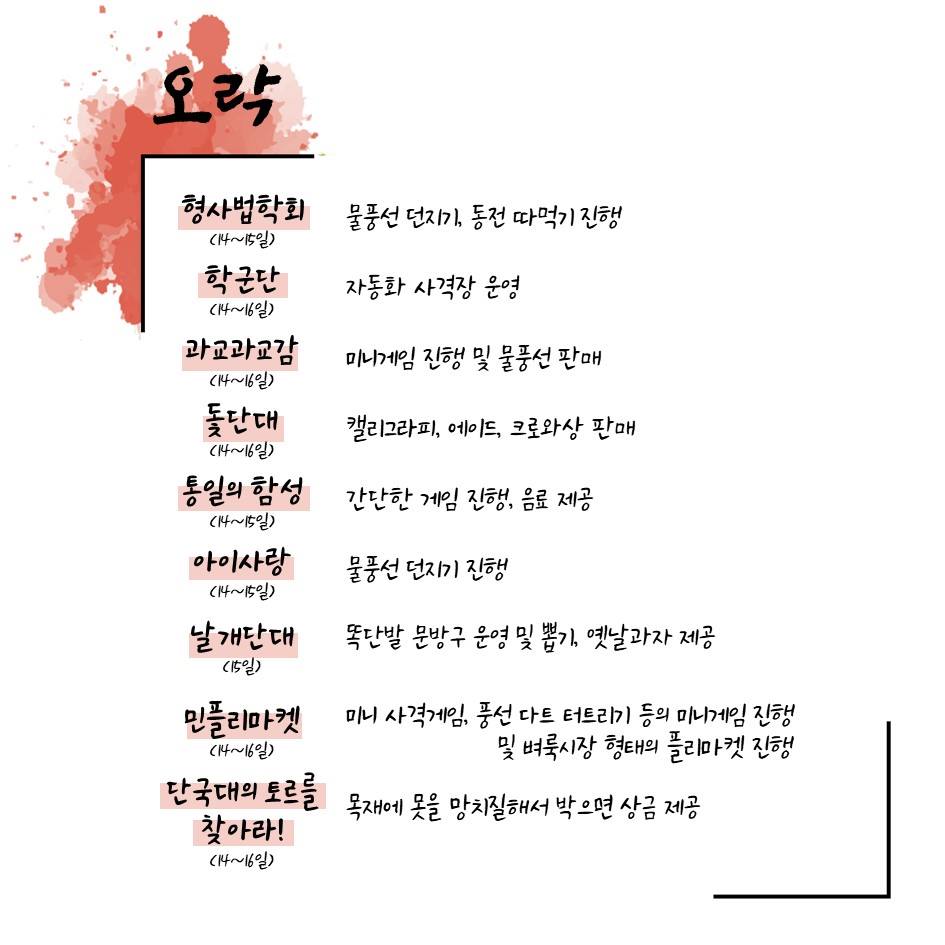 오락
형사법학회
(14~15일)
물풍선 던지기, 동전 따먹기 진행
학군단
(14~16일)
자동화 사격장 운영
과교과교감
(14~16일)
미니게임 진행 및 물풍선 판매
돛단대
(14~16일)
캘리그라피, 에이드, 크로와상 판매
통일의 함성
(14~15일)
간단한 게임 진행, 음료 제공
아이사랑
(14~15일)
물풍선 던지기 진행
날개단대
(15일)
똑단발 문방구 운영 및 뽑기, 옛날과자 제공
민플리마켓
(14~16일)
미니 사격게임, 풍선 다트 터트리기 등의 미니게임 진행
및 벼룩시장 형태의 플리마켓 진행
단국대의 토르를
찾아라!
(14~16일)
목재에 못을 망치질해서 박으면 상금 제공